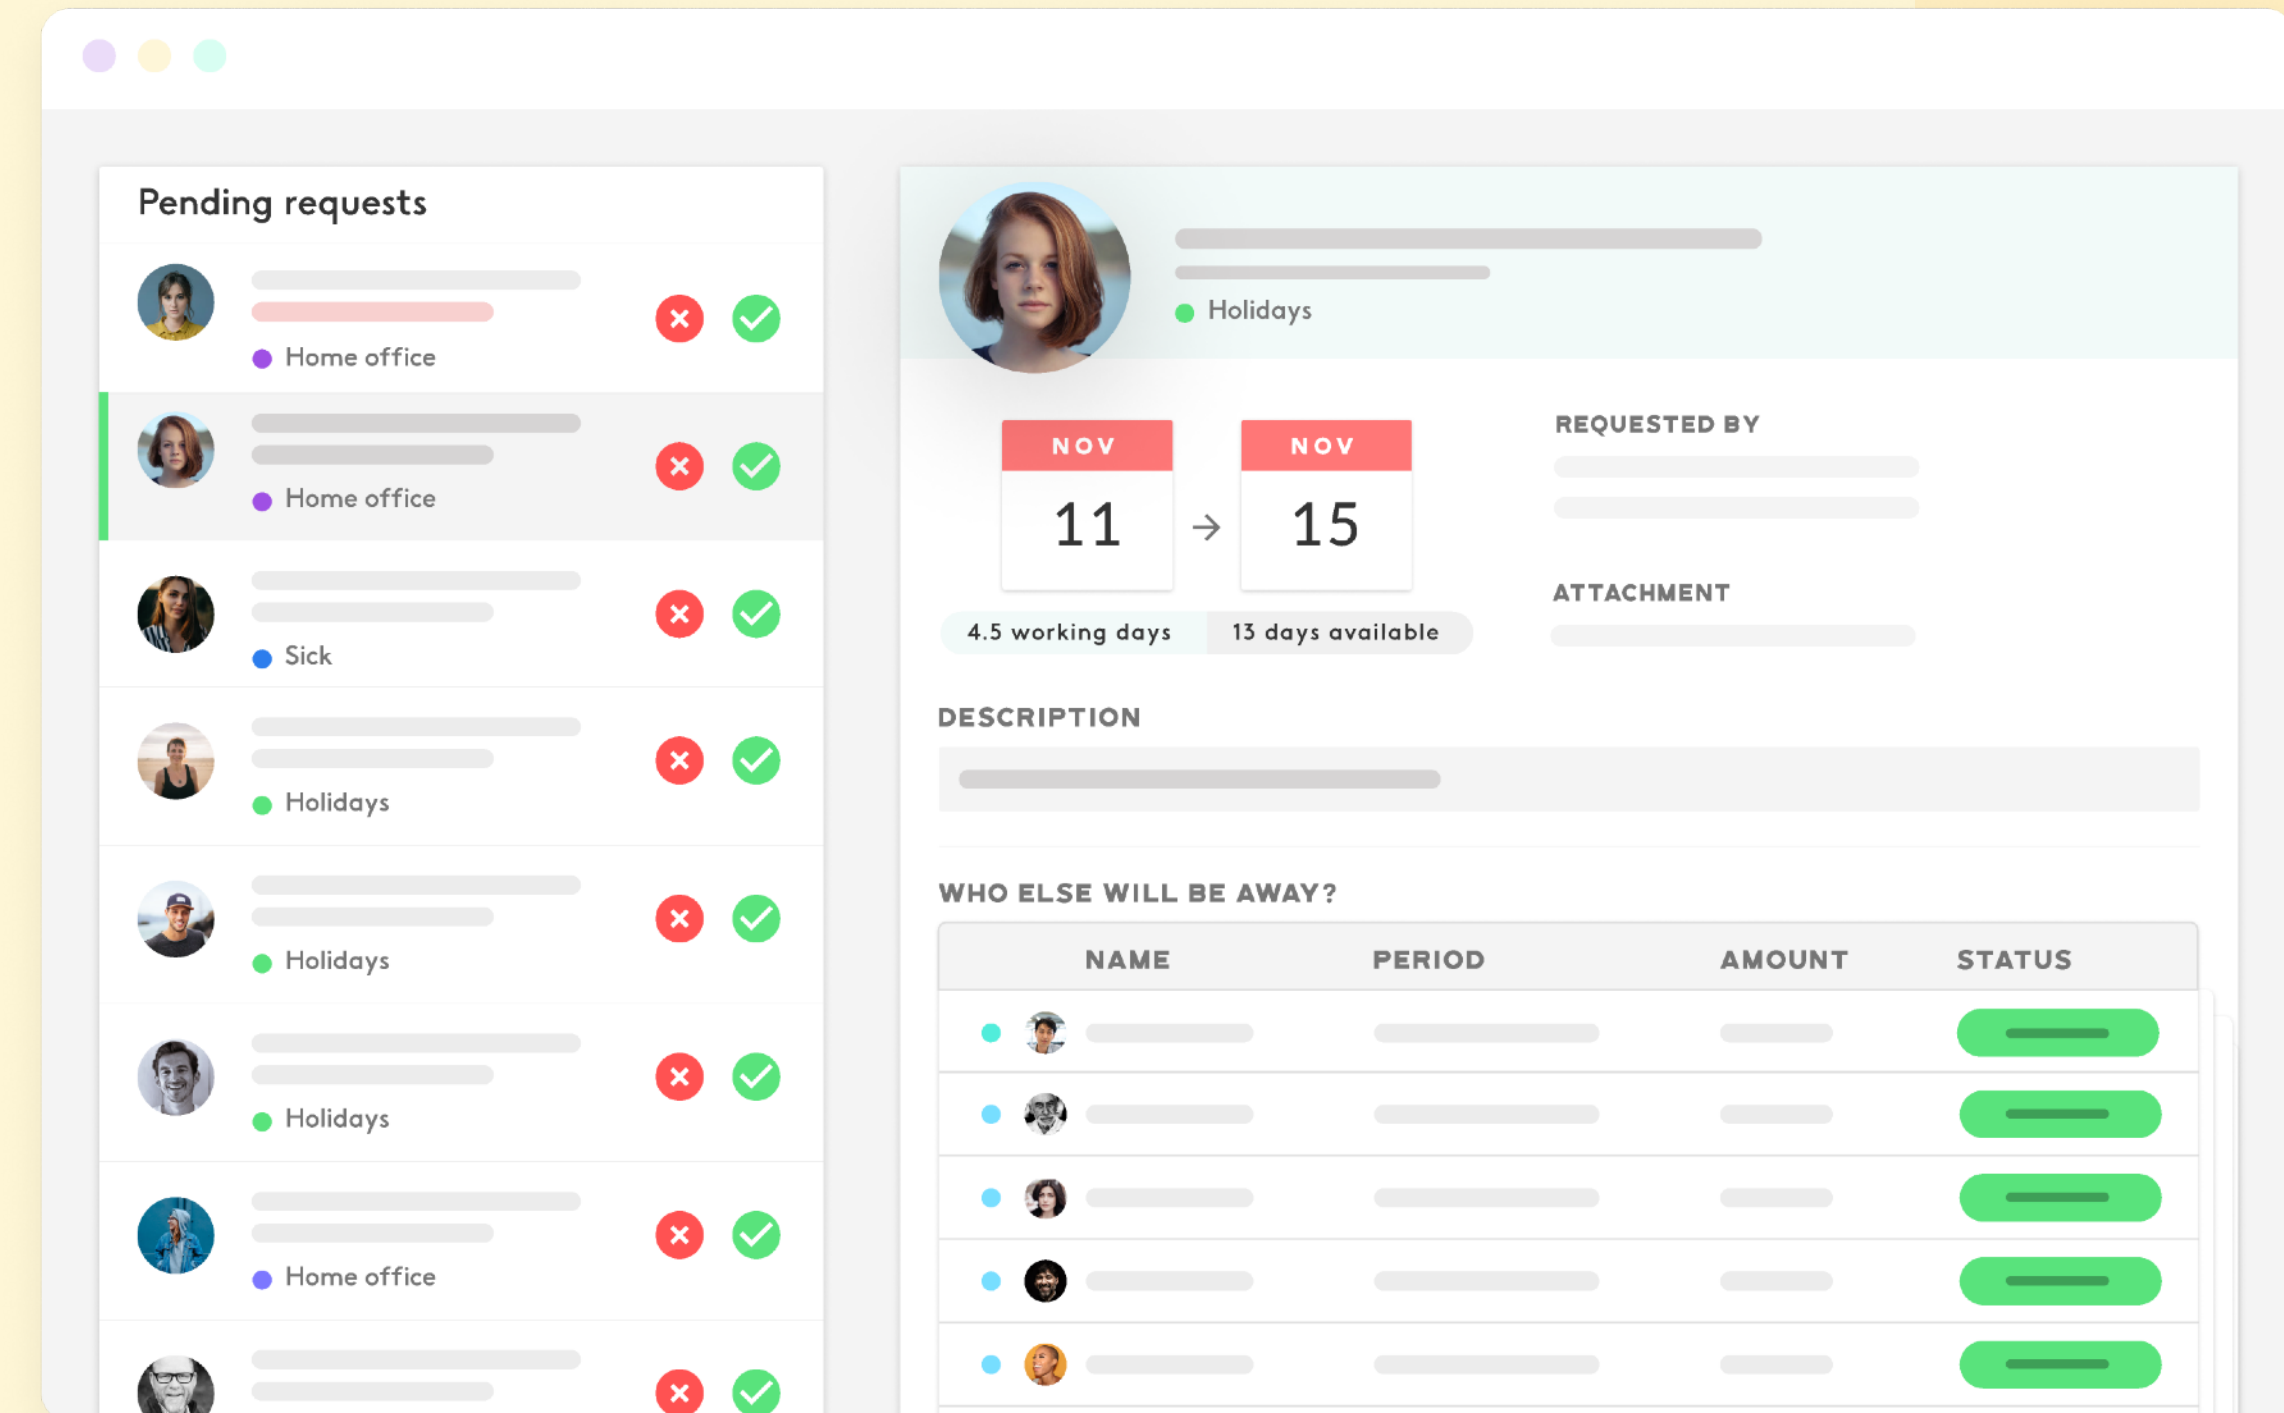 Pending requests
Home office
Home office
Sick
Holidays
Holidays
Holidays
Home office
Holidays
NOV
11
NOV
15
4.5 working days
13 days available
REQUESTED BY
ATTACHMENT
DESCRIPTION
WHO ELSE WILL BE AWAY?
NAME PERIOD AMOUNT STATUS